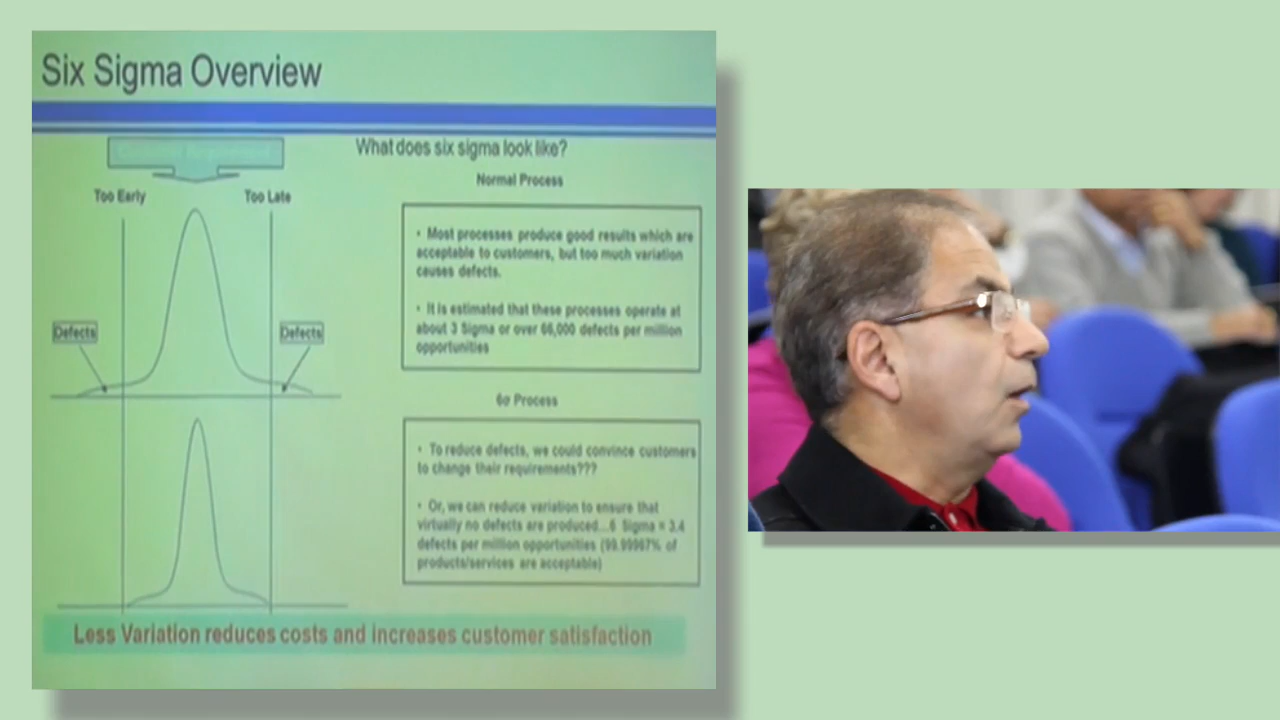 Six Sigma Overview
What does six sigma look like?
Too Early
Too Late
Defects
Defects
Normal Process
• Most processes produce good results which are
acceptable to customers, but too much variation
causes defects.
• It is estimated that these processes operate at
about 3 Sigma or over 66,000 defects per million
opportunities
6σ Process
• To reduce defects, we could convince customers
to change their requirements???
• Or, we can reduce variation to ensure that
virtually no defects are produced...6 Sigma = 3.4
defects per million opportunities (99.99967% of
products/services are acceptable)
Less Variation reduces costs and increases customer satisfaction